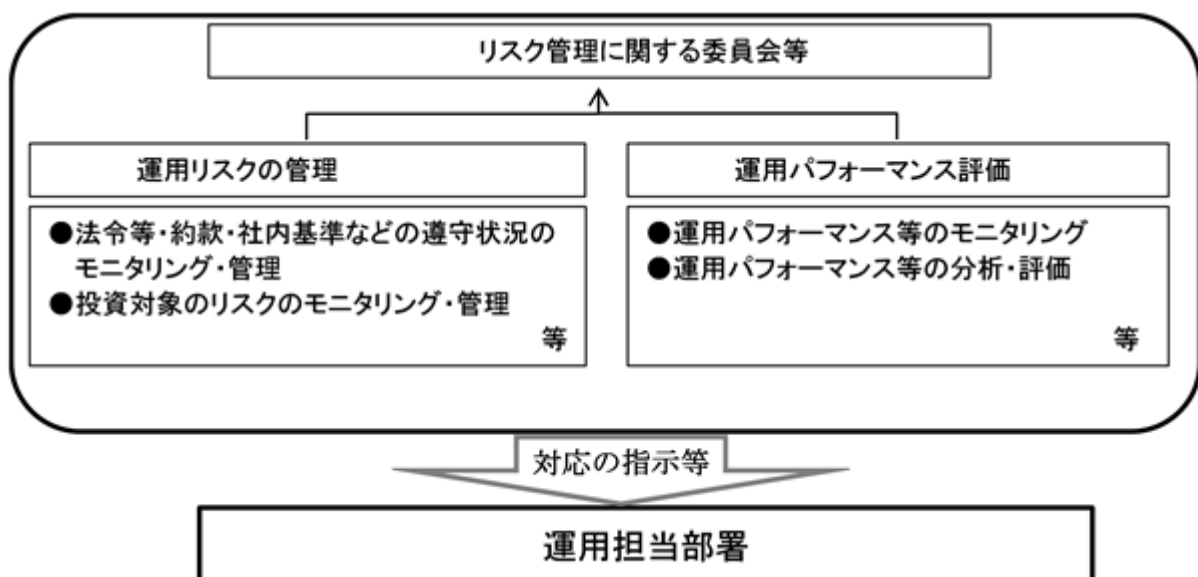 リスク管理に関する委員会等
運用リスクの管理
●法令等・約款・社内基準などの遵守状況の
モニタリング・管理
●投資対象のリスクのモニタリング・管理
等
運用パフォーマンス評価
●運用パフォーマンス等のモニタリング
●運用パフォーマンス等の分析・評価
等
対応の指示等
運用担当部署